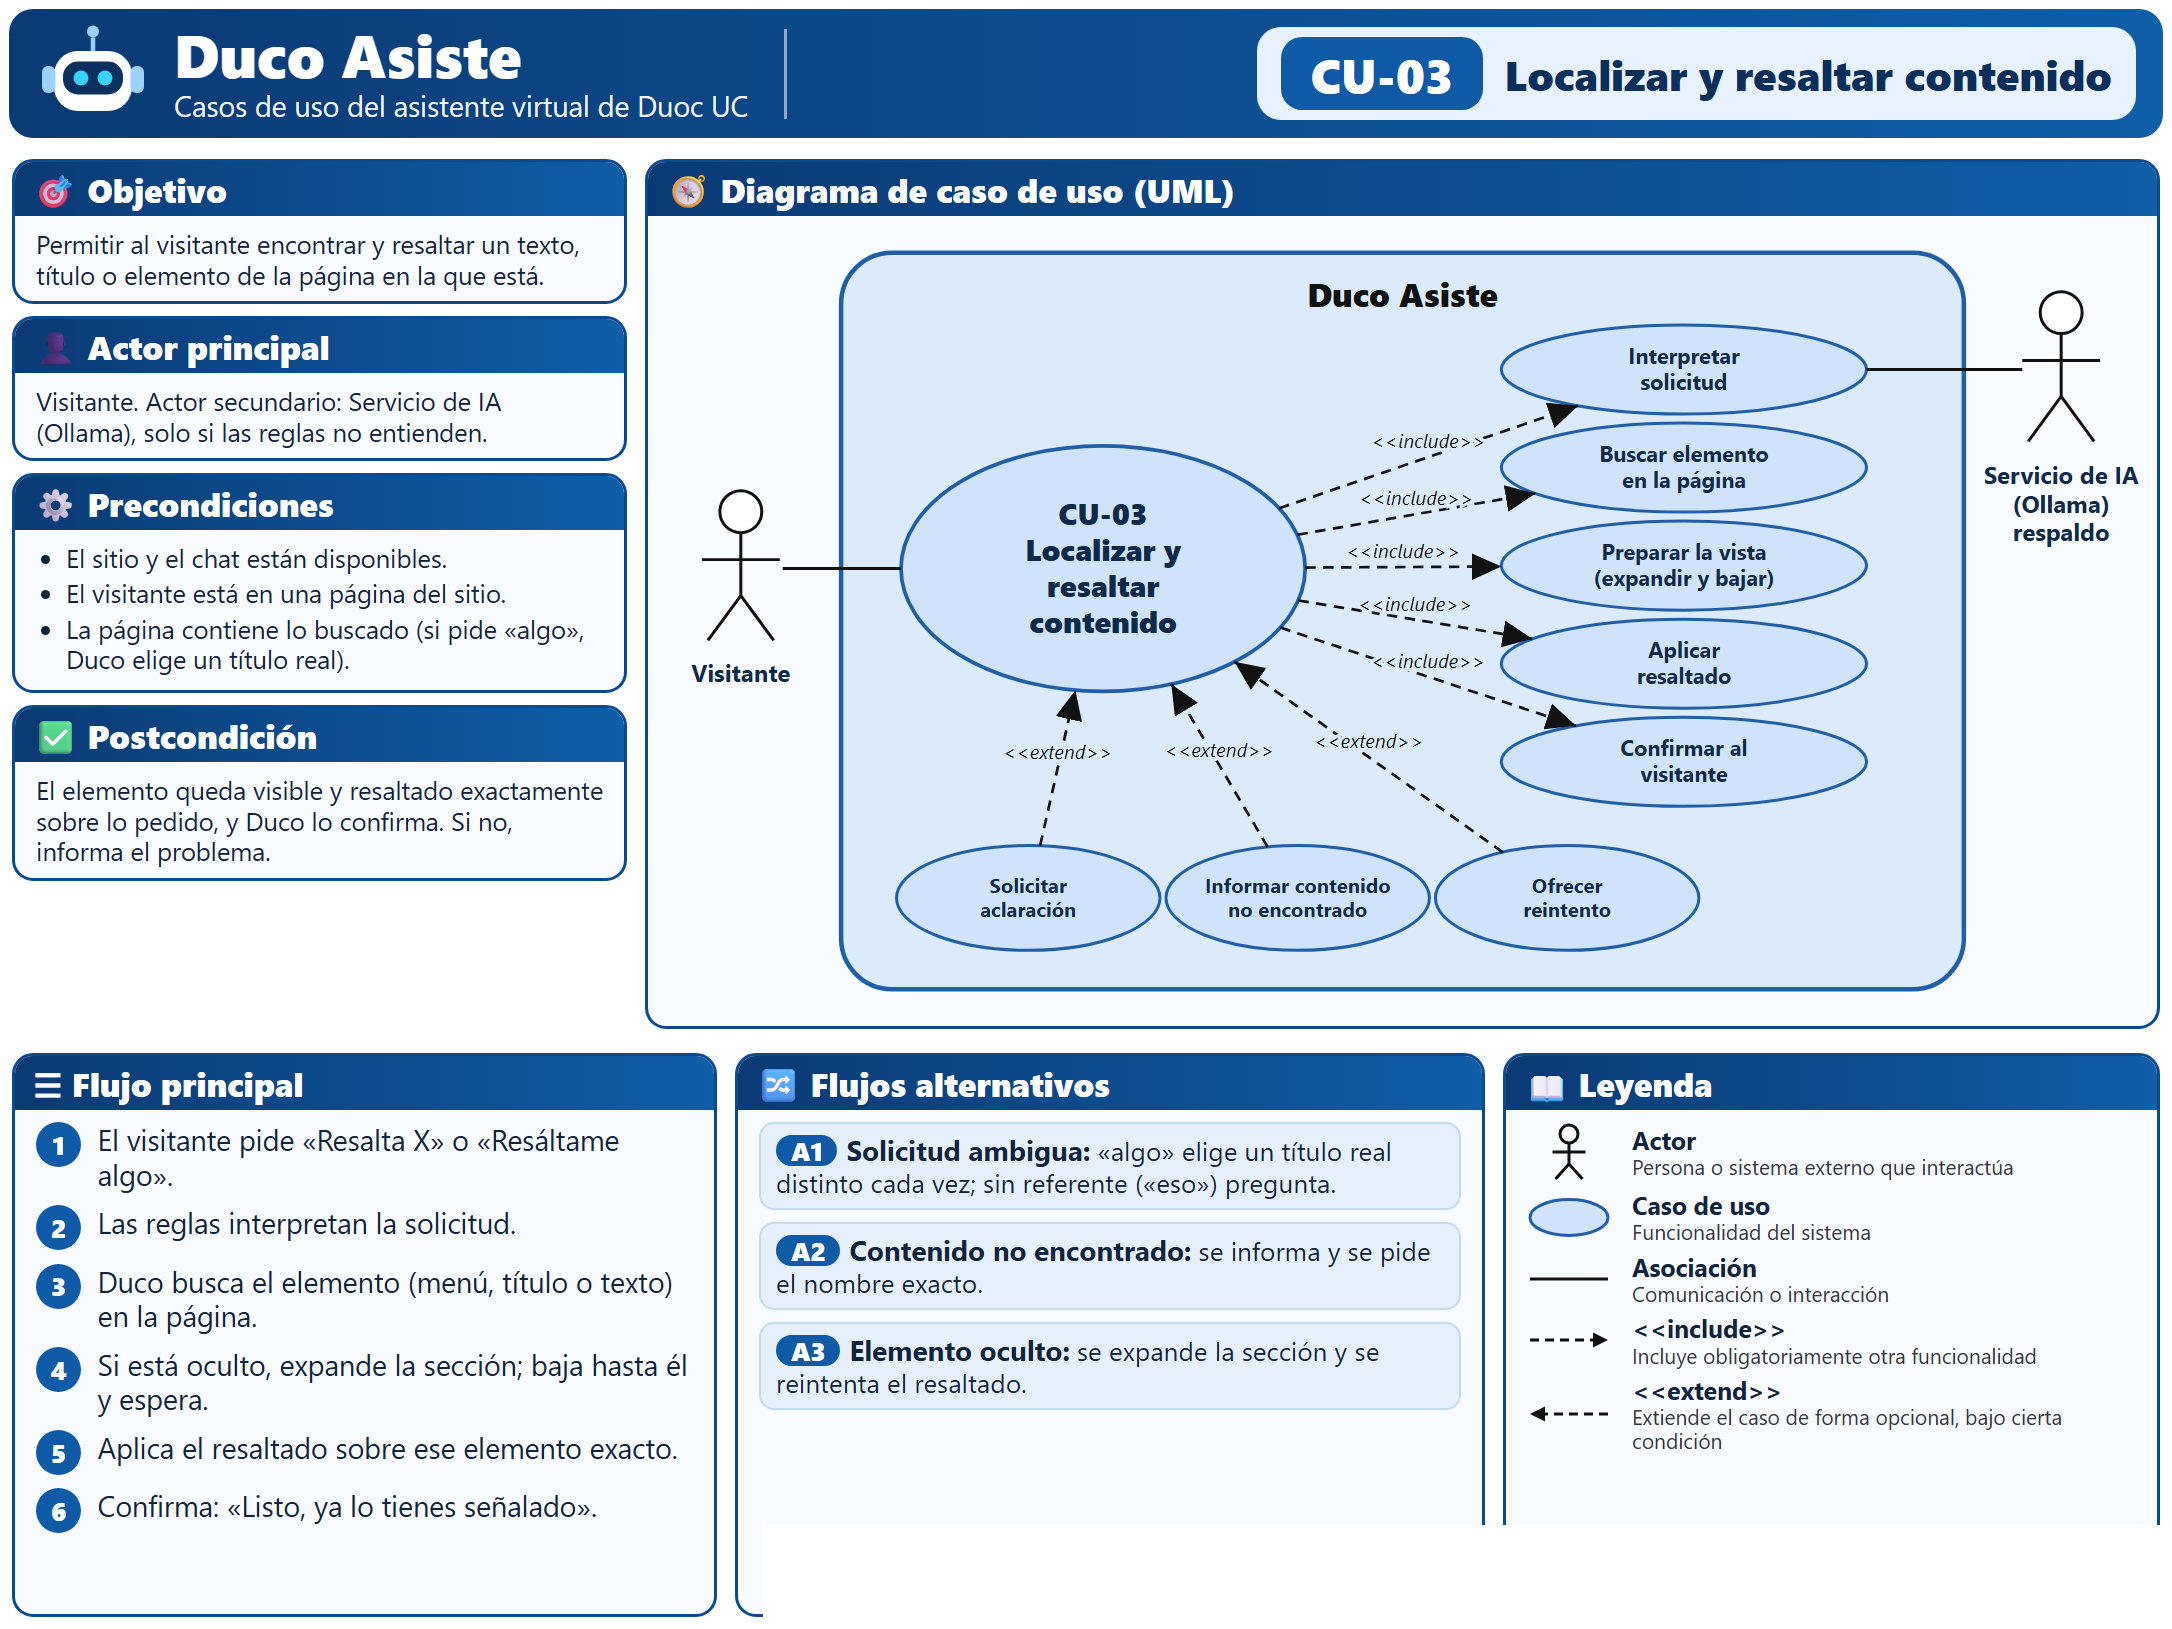 Duco Asiste
Casos de uso del asistente virtual de Duoc UC
CU-03
Localizar y resaltar contenido
Objetivo
Permitir al visitante encontrar y resaltar un texto,
título o elemento de la página en la que está.
Actor principal
Visitante. Actor secundario: Servicio de IA
(Ollama), solo si las reglas no entienden.
Precondiciones
• El sitio y el chat están disponibles.
• El visitante está en una página del sitio.
• La página contiene lo buscado (si pide «algo»,
Duco elige un título real).
Postcondición
El elemento queda visible y resaltado exactamente
sobre lo pedido, y Duco lo confirma. Si no,
informa el problema.
Diagrama de caso de uso (UML)
Duco Asiste
Visitante
CU-03
Localizar y
resaltar
contenido
<<include>>
<<include>>
<<include>>
<<include>>
<<include>>
Interpretar
solicitud
Buscar elemento
en la página
Preparar la vista
(expandir y bajar)
Aplicar
resaltado
Confirmar al
visitante
Servicio de IA
(Ollama)
respaldo
<<extend>>
<<extend>>
<<extend>>
Solicitar
aclaración
Informar contenido
no encontrado
Ofrecer
reintento
Flujo principal
1 El visitante pide «Resalta X» o «Resáltame
algo».
2 Las reglas interpretan la solicitud.
3 Duco busca el elemento (menú, título o texto)
en la página.
4 Si está oculto, expande la sección; baja hasta él
y espera.
5 Aplica el resaltado sobre ese elemento exacto.
6 Confirma: «Listo, ya lo tienes señalado».
Flujos alternativos
A1 Solicitud ambigua: «algo» elige un título real
distinto cada vez; sin referente («eso») pregunta.
A2 Contenido no encontrado: se informa y se pide
el nombre exacto.
A3 Elemento oculto: se expande la sección y se
reintenta el resaltado.
Leyenda
Actor
Persona o sistema externo que interactúa
Caso de uso
Funcionalidad del sistema
Asociación
Comunicación o interacción
<<include>>
Incluye obligatoriamente otra funcionalidad
<<extend>>
Extiende el caso de forma opcional, bajo cierta
condición